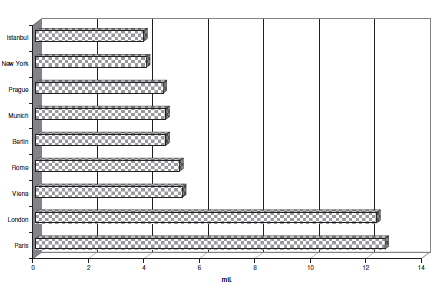 Istanbul
New York
Prague
Munich
Berlin
Rome
Viena
London
Paris
0 2 4 6 8 10 12 14
mil.